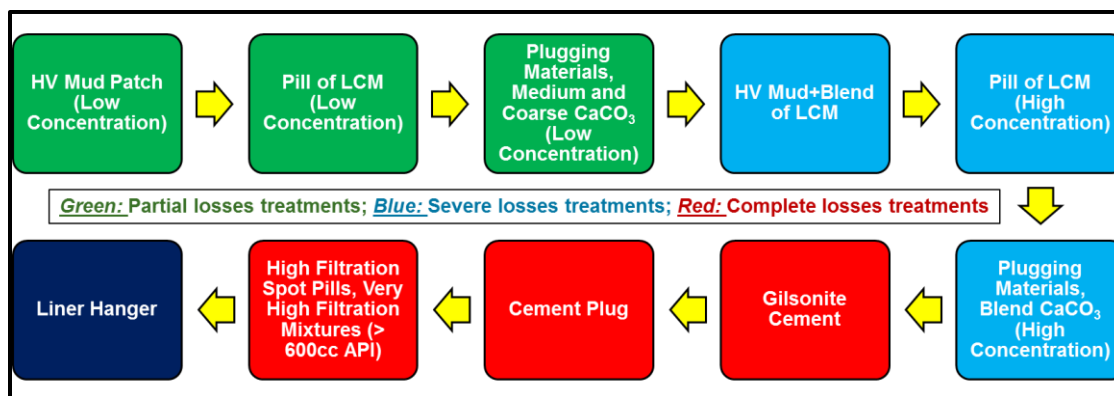 HV Mud Patch
(Low
Concentration)
Pill of LCM
(Low
Concentration)
Plugging
Materials,
Medium and
Coarse CaCO₃
(Low
Concentration)
HV Mud+Blend
of LCM
Pill of LCM
(High
Concentration)
Green: Partial losses treatments; Blue: Severe losses treatments; Red: Complete losses treatments
Liner Hanger
High Filtration
Spot Pills, Very
High Filtration
Mixtures (>
600cc API)
Cement Plug
Gilsonite
Cement
Plugging
Materials,
Blend CaCO₃
(High
Concentration)